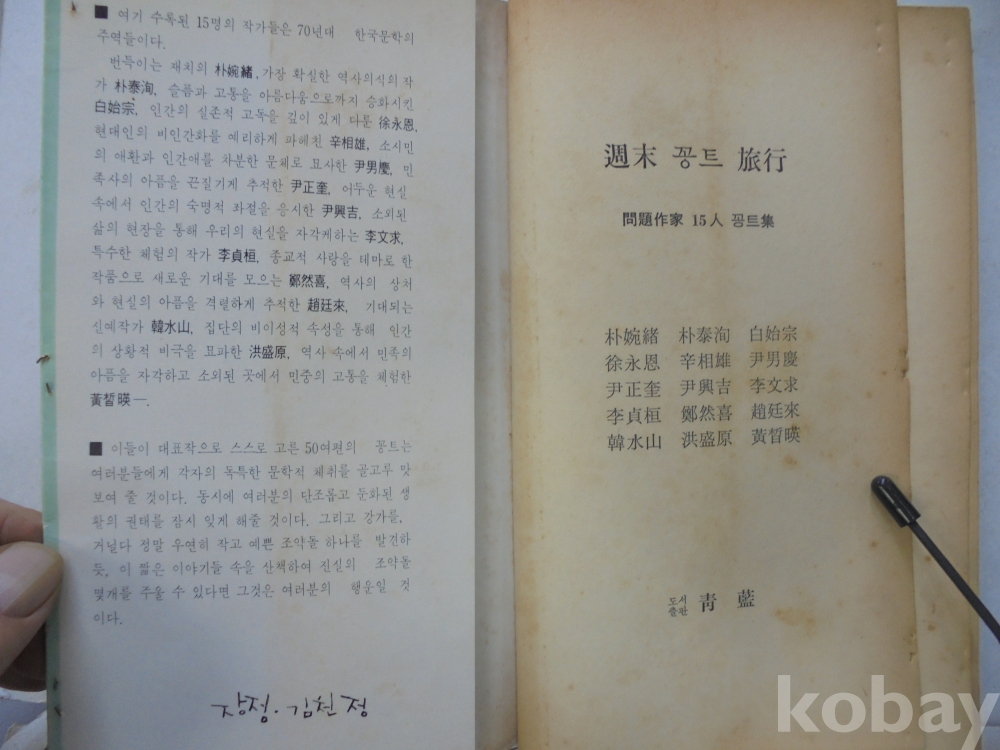 ■ 여기 수록된 15명의 작가들은 70년대 한국문학의
주역들이다.
번득이는 재치의 朴婉緖, 가장 확실한 역사의식의 작
가 朴泰洵, 슬픔과 고통을 아름다움으로까지 승화시킨
白始宗, 인간의 실존적 고독을 깊이 있게 다룬 徐永恩,
현대인의 비인간화를 예리하게 파헤친 辛相雄, 소시민
의 애환과 인간애를 차분한 문체로 묘사한 尹男慶, 민
족사의 아픔을 끈질기게 추적한 尹正奎, 어두운 현실
속에서 인간의 숙명적 좌절을 응시한 尹興吉, 소외된
삶의 현장을 통해 우리의 현실을 자각케하는 李文求,
특수한 체험의 작가 李貞桓, 종교적 사랑을 테마로 한
작품으로 새로운 기대를 모으는 鄭然喜, 역사의 상처
와 현실의 아픔을 격렬하게 추적한 趙廷來, 기대되는
신예작가 韓水山, 집단의 비이성적 속성을 통해 인간
의 상황적 비극을 묘파한 洪盛原, 역사 속에서 민족의
아픔을 자각하고 소외된 곳에서 민중의 고통을 체험한
黃晳暎―.
■ 이들이 대표작으로 스스로 고른 50여편의 꽁트는
여러분들에게 각자의 독특한 문학적 체취를 골고루 맛
보여 줄 것이다. 동시에 여러분의 단조롭고 둔화된 생
활의 권태를 잠시 잊게 해줄 것이다. 그리고 강가를,
거닐다 정말 우연히 작고 예쁜 조약돌 하나를 발견하
듯, 이 짧은 이야기들 속을 산책하여 진실의 조약돌
몇개를 주울 수 있다면 그것은 여러분의 행운일 것
이다.
장정·김천정
週末 꽁트 旅行
問題作家 15人 꽁트集
朴婉緖 朴泰洵 白始宗
徐永恩 辛相雄 尹男慶
尹正奎 尹興吉 李文求
李貞桓 鄭然喜 趙廷來
韓水山 洪盛原 黃晳暎
도서출판 靑藍
kobay